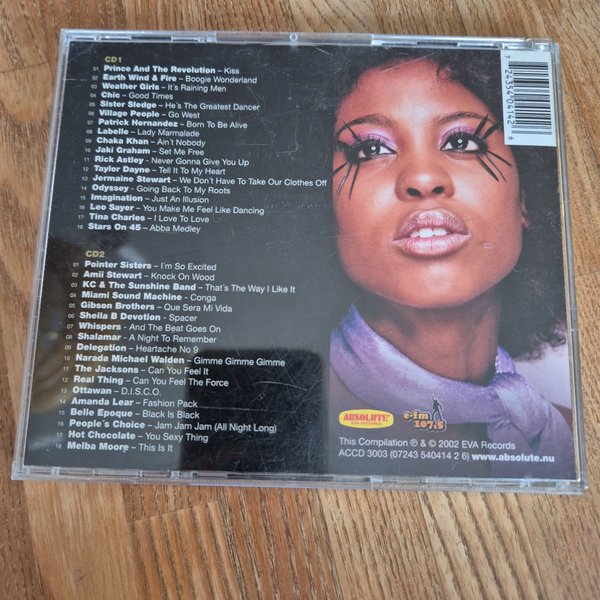 CD1
01 Prince And The Revolution – Kiss
02 Earth Wind & Fire – Boogie Wonderland
03 Weather Girls – It's Raining Men
04 Chic – Good Times
05 Sister Sledge – He's The Greatest Dancer
06 Village People – Go West
07 Patrick Hernandez - Born To Be Alive
08 Labelle – Lady Marmalade
09 Chaka Khan – Ain't Nobody
10 Jaki Graham – Set Me Free
11 Rick Astley – Never Gonna Give You Up
12 Taylor Dayne – Tell It To My Heart
13 Jermaine Stewart – We Don't Have To Take Our Clothes Off
14 Odyssey – Going Back To My Roots
15 Imagination – Just An Illusion
16 Leo Sayer – You Make Me Feel Like Dancing
17 Tina Charles – I Love To Love
18 Stars On 45 – Abba Medley
CD2
01 Pointer Sisters – I'm So Excited
02 Amii Stewart – Knock On Wood
03 KC & The Sunshine Band – That's The Way I Like It
04 Miami Sound Machine - Conga
05 Gibson Brothers - Que Sera Mi Vida
06 Sheila B Devotion - Spacer
07 Whispers - And The Beat Goes On
08 Shalamar - A Night To Remember
09 Delegation - Heartache No 9
10 Narada Michael Walden – Gimme Gimme Gimme
11 The Jacksons – Can You Feel It
12 Real Thing – Can You Feel The Force
13 Ottawan – D.I.S.C.O.
14 Amanda Lear – Fashion Pack
15 Belle Epoque – Black Is Black
16 People´s Choice - Jam Jam Jam (All Night Long)
17 Hot Chocolate – You Sexy Thing
18 Melba Moore – This Is It
7 24354 04142 6
ABSOLUTE
EVA RECORDS
e-fm
107,5
This Compilation ℗ & © 2002 EVA Records
ACCD 3003 (07243 540414 2 6) www.absolute.nu